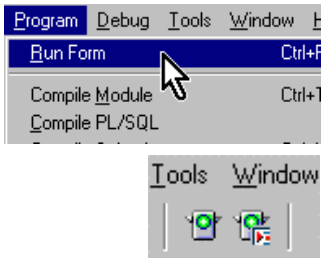 Program Debug Tools Window H
Run Form Ctrl+R
Compile Module Ctrl+T
Compile PL/SQL
Tools Window